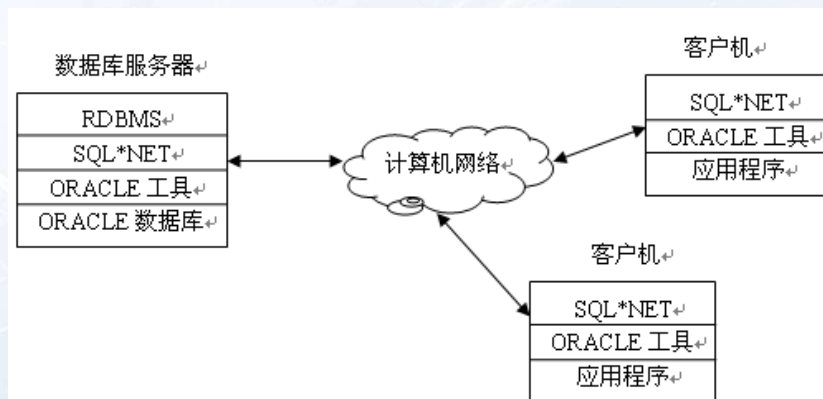 数据库服务器
RDBMS
SQL*NET
ORACLE 工具
ORACLE 数据库
计算机网络
客户机
SQL*NET
ORACLE 工具
应用程序
客户机
SQL*NET
ORACLE 工具
应用程序